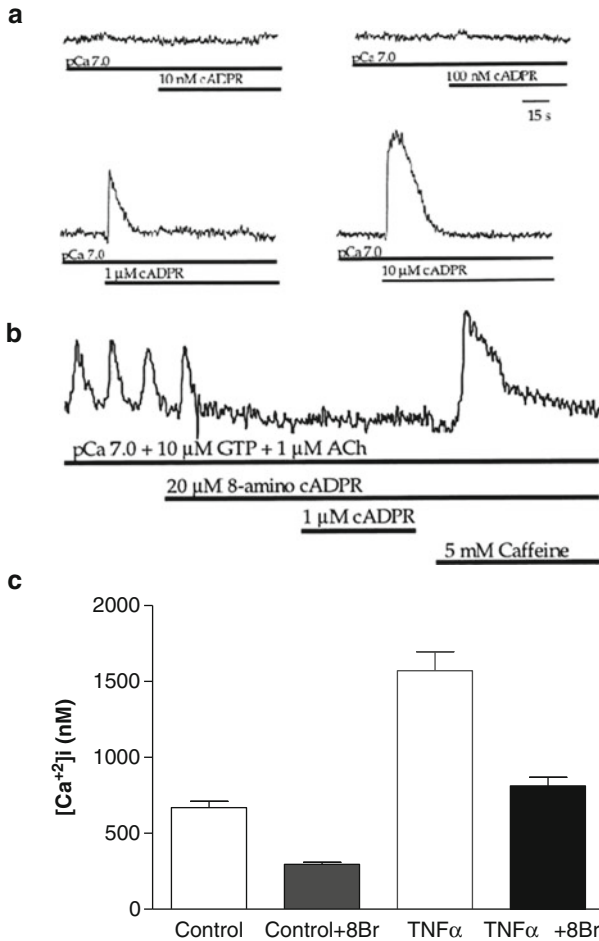 a
pCa 7.0
10 nM cADPR
pCa 7.0
100 nM cADPR
15 s
pCa 7.0
1 µM cADPR
pCa 7.0
10 µM cADPR
b
pCa 7.0 + 10 µM GTP + 1 µM ACh
20 µM 8-amino cADPR
1 µM cADPR
5 mM Caffeine
c
2000
1500
1000
500
0
[Ca+2]i (nM)
Control Control+8Br TNFα TNFα +8Br